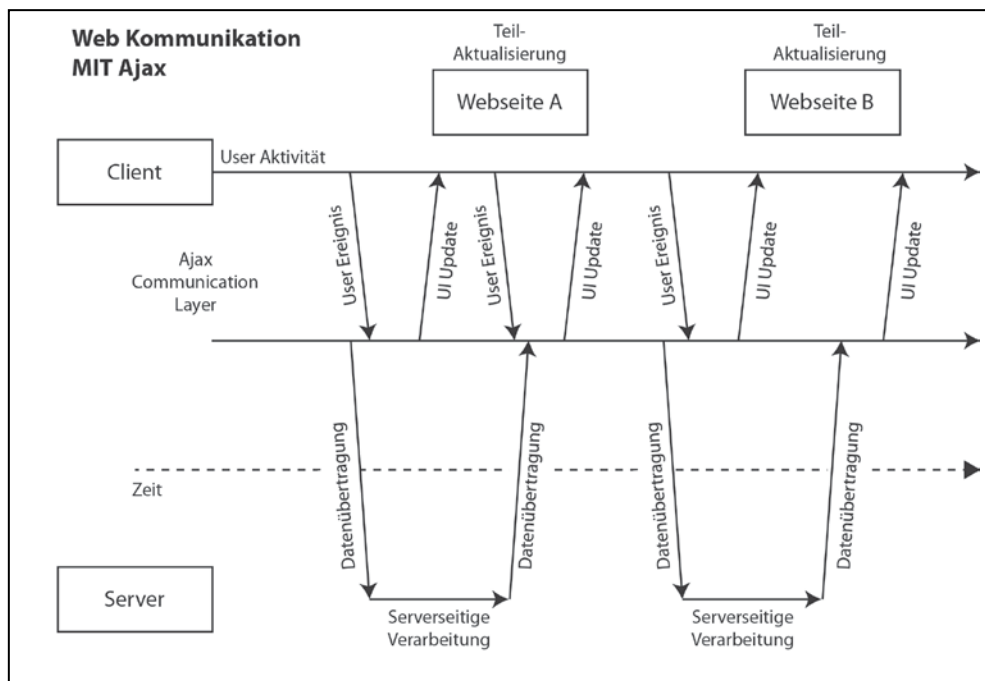 Web Kommunikation
MIT Ajax
Teil-
Aktualisierung
Webseite A
Teil-
Aktualisierung
Webseite B
Client
User Aktivität
User Ereignis
UI Update
User Ereignis
UI Update
User Ereignis
UI Update
UI Update
Ajax
Communication
Layer
Datenübertragung
Datenübertragung
Datenübertragung
Datenübertragung
Zeit
Server
Serverseitige
Verarbeitung
Serverseitige
Verarbeitung